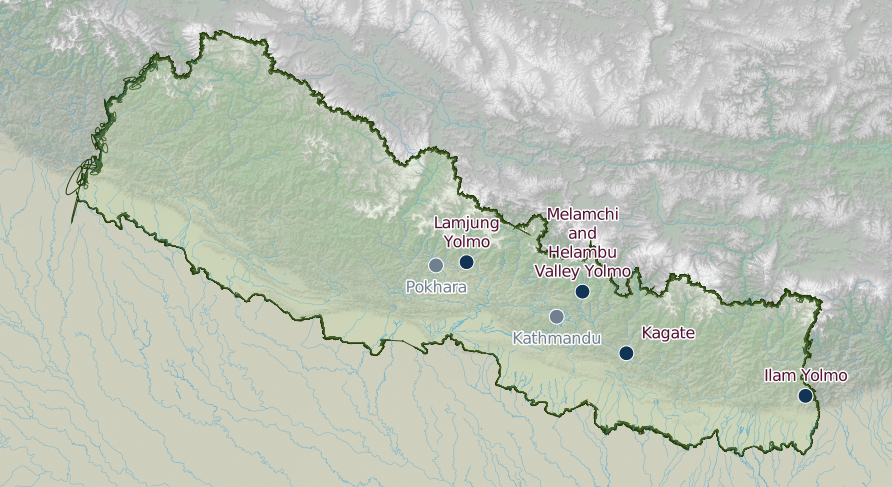 Melamchi
and
Helambu
Valley Yolmo
Lamjung
Yolmo
Pokhara
Kathmandu
Kagate
Ilam Yolmo